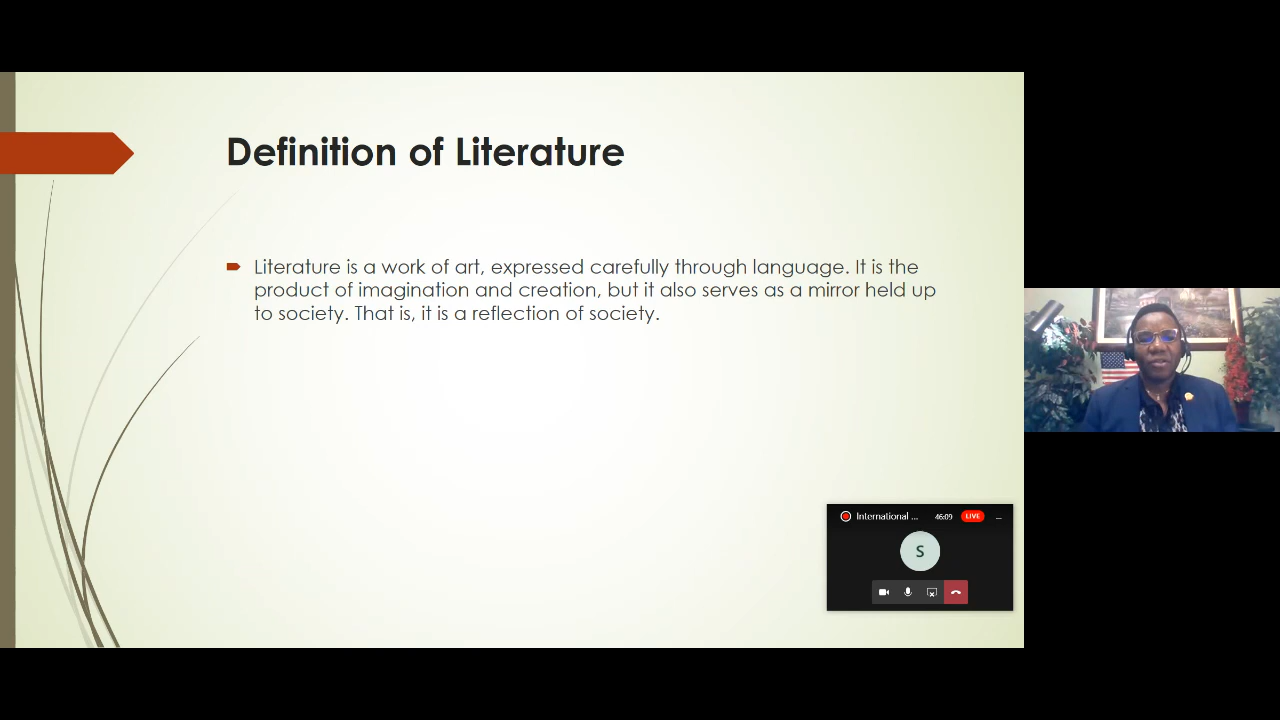 Definition of Literature
Literature is a work of art, expressed carefully through language. It is the
product of imagination and creation, but it also serves as a mirror held up
to society. That is, it is a reflection of society.
International ... 46:09 LIVE
S